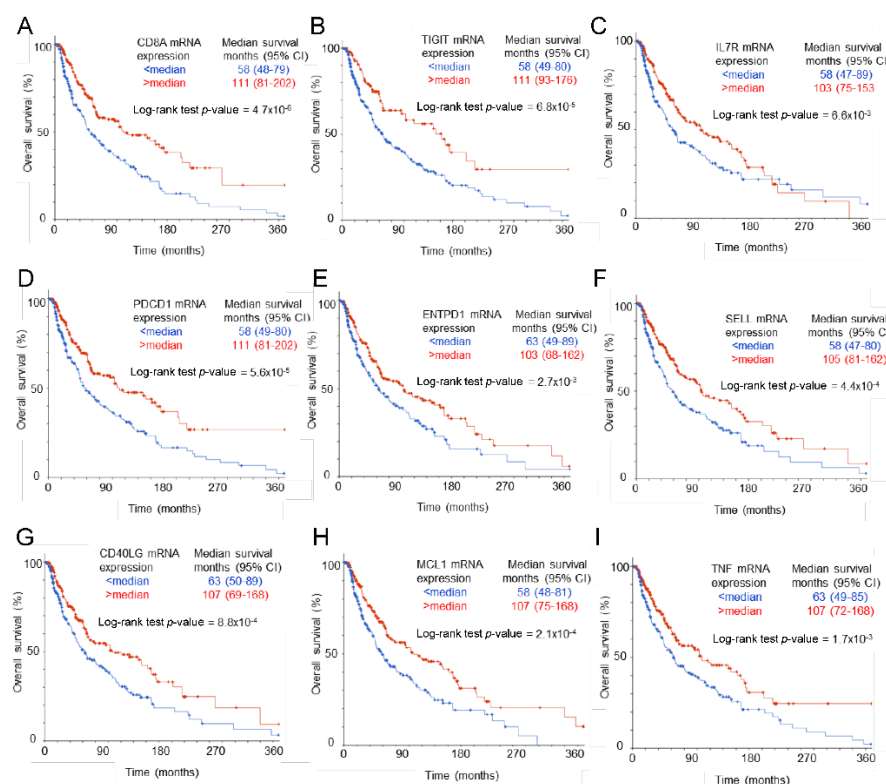 A
CD8A mRNA expression
Median survival months (95% CI)
<median 58 (48-79)
>median 111 (81-202)
Log-rank test p-value = 4.7x10-6
Overall survival (%)
100
50
0
0 90 180 270 360
Time (months)
B
TIGIT mRNA expression
Median survival months (95% CI)
<median 58 (49-80)
>median 111 (93-176)
Log-rank test p-value = 6.8x10-5
Overall survival (%)
100
50
0
0 90 180 270 360
Time (months)
C
IL7R mRNA expression
Median survival months (95% CI)
<median 58 (47-89)
>median 103 (75-153
Log-rank test p-value = 6.6x10-3
Overall survival (%)
100
50
0
0 90 180 270 360
Time (months)
D
PDCD1 mRNA expression
Median survival months (95% CI)
<median 58 (49-80)
>median 111 (81-202)
Log-rank test p-value = 5.6x10-5
Overall survival (%)
100
50
0
0 90 180 270 360
Time (months)
E
ENTPD1 mRNA expression
Median survival months (95% CI)
<median 63 (49-89)
>median 103 (68-162)
Log-rank test p-value = 2.7x10-3
Overall survival (%)
100
50
0
0 90 180 270 360
Time (months)
F
SELL mRNA expression
Median survival months (95% CI)
<median 58 (47-80)
>median 105 (81-162)
Log-rank test p-value = 4.4x10-4
Overall survival (%)
100
50
0
0 90 180 270 360
Time (months)
G
CD40LG mRNA expression
Median survival months (95% CI)
<median 63 (50-89)
>median 107 (69-168)
Log-rank test p-value = 8.8x10-4
Overall survival (%)
100
50
0
0 90 180 270 360
Time (months)
H
MCL1 mRNA expression
Median survival months (95% CI)
<median 58 (48-81)
>median 107 (75-168)
Log-rank test p-value = 2.1x10-4
Overall survival (%)
100
50
0
0 90 180 270 360
Time (months)
I
TNF mRNA expression
Median survival months (95% CI)
<median 63 (49-85)
>median 107 (72-168)
Log-rank test p-value = 1.7x10-3
Overall survival (%)
100
50
0
0 90 180 270 360
Time (months)